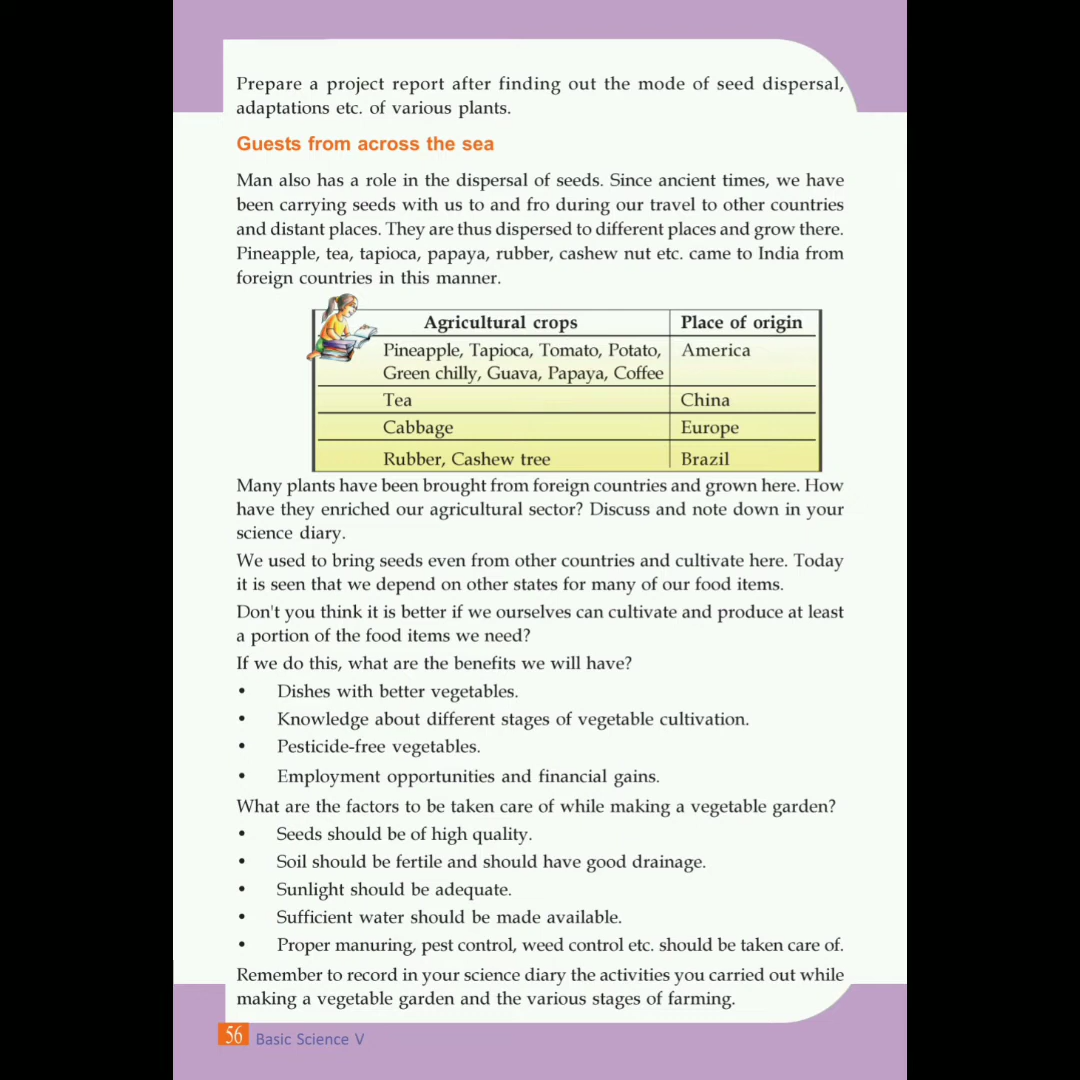 Prepare a project report after finding out the mode of seed dispersal,
adaptations etc. of various plants.
Guests from across the sea
Man also has a role in the dispersal of seeds. Since ancient times, we have
been carrying seeds with us to and fro during our travel to other countries
and distant places. They are thus dispersed to different places and grow there.
Pineapple, tea, tapioca, papaya, rubber, cashew nut etc. came to India from
foreign countries in this manner.
Agricultural crops Place of origin
Pineapple, Tapioca, Tomato, Potato, America
Green chilly, Guava, Papaya, Coffee
Tea China
Cabbage Europe
Rubber, Cashew tree Brazil
Many plants have been brought from foreign countries and grown here. How
have they enriched our agricultural sector? Discuss and note down in your
science diary.
We used to bring seeds even from other countries and cultivate here. Today
it is seen that we depend on other states for many of our food items.
Don't you think it is better if we ourselves can cultivate and produce at least
a portion of the food items we need?
If we do this, what are the benefits we will have?
• Dishes with better vegetables.
• Knowledge about different stages of vegetable cultivation.
• Pesticide-free vegetables.
• Employment opportunities and financial gains.
What are the factors to be taken care of while making a vegetable garden?
• Seeds should be of high quality.
• Soil should be fertile and should have good drainage.
• Sunlight should be adequate.
• Sufficient water should be made available.
• Proper manuring, pest control, weed control etc. should be taken care of.
Remember to record in your science diary the activities you carried out while
making a vegetable garden and the various stages of farming.
56 Basic Science V